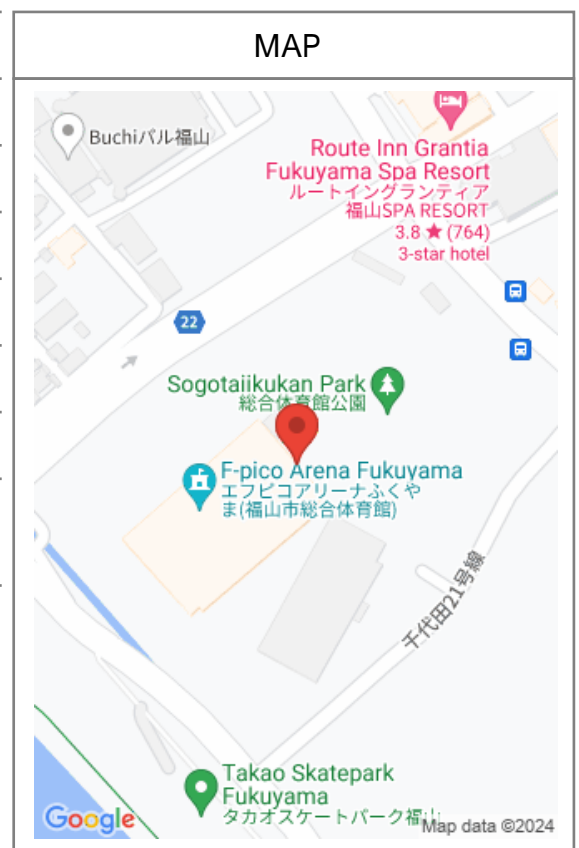 MAP
Buchiパル福山
Route Inn Grantia
Fukuyama Spa Resort
ルートイングランティア
福山SPA RESORT
3.8 ★ (764)
3-star hotel
22
Sogotaiikukan Park
総合体育館公園
F-pico Arena Fukuyama
エフピコアリーナふくや
ま(福山市総合体育館)
千代田21号線
Takao Skatepark
Fukuyama
タカオスケートパーク福山
Google
Map data ©2024